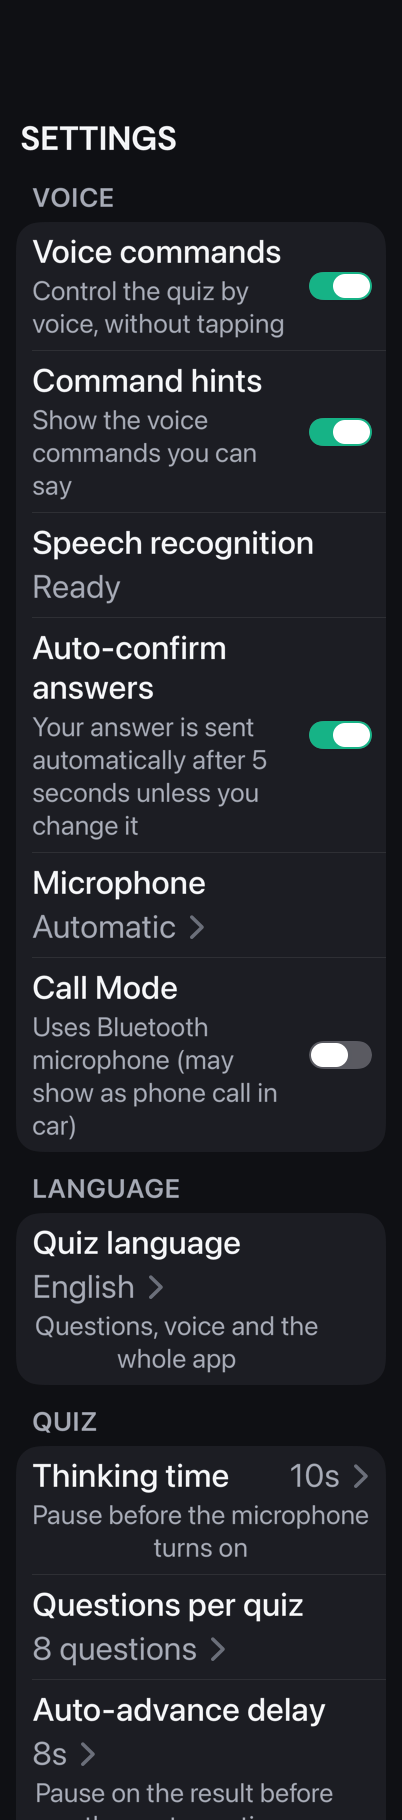 SETTINGS
VOICE
Voice commands
Control the quiz by
voice, without tapping
Command hints
Show the voice
commands you can
say
Speech recognition
Ready
Auto-confirm
answers
Your answer is sent
automatically after 5
seconds unless you
change it
Microphone
Automatic
Call Mode
Uses Bluetooth
microphone (may
show as phone call in
car)
LANGUAGE
Quiz language
English
Questions, voice and the
whole app
QUIZ
Thinking time 10s
Pause before the microphone
turns on
Questions per quiz
8 questions
Auto-advance delay
8s
Pause on the result before